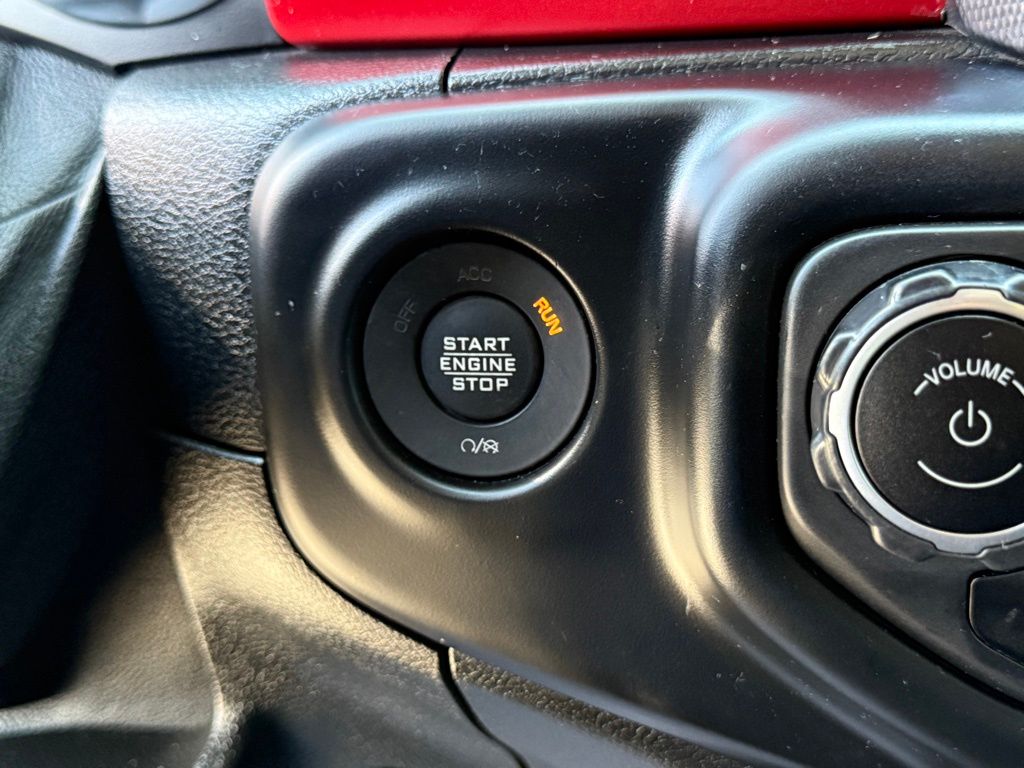 ACC
OFF
RUN
START
ENGINE
STOP
VOLUME